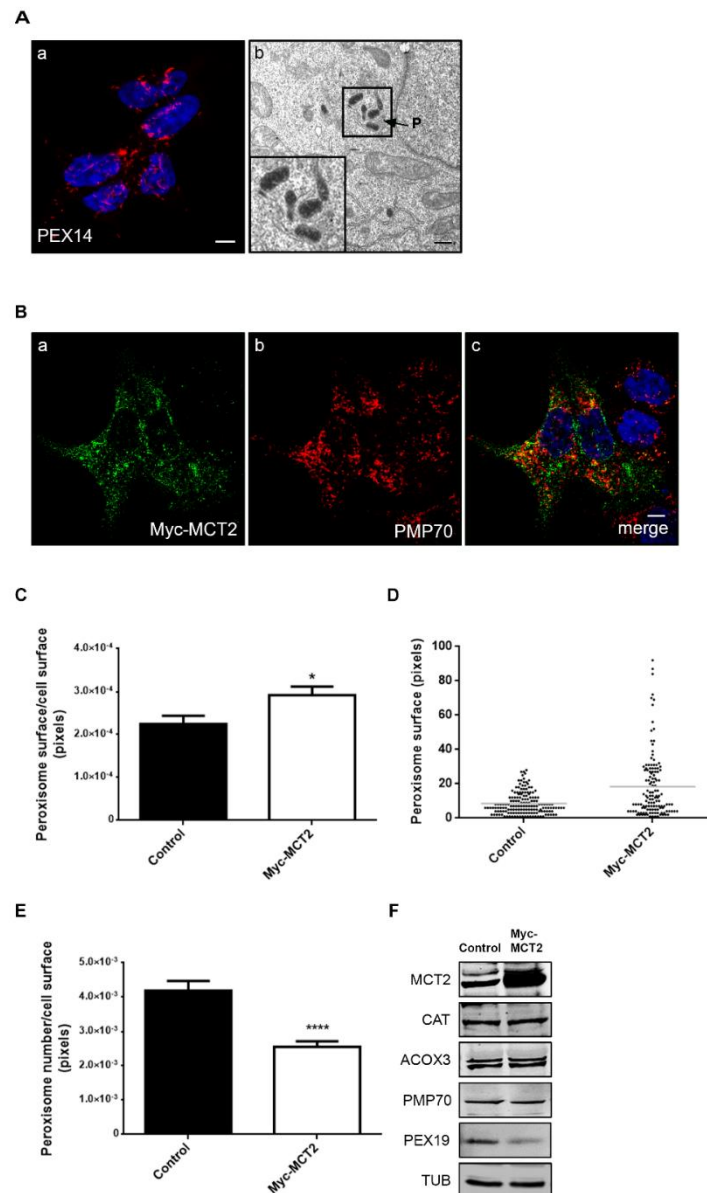 A
a
PEX14
b
P
B
a
Myc-MCT2
b
PMP70
c
merge
C
Peroxisome surface/cell surface
(pixels)
4.0×10⁻⁴
3.0×10⁻⁴
2.0×10⁻⁴
1.0×10⁻⁴
0
*
Control
Myc-MCT2
D
Peroxisome surface (pixels)
100
80
60
40
20
0
Control
Myc-MCT2
E
Peroxisome number/cell surface
(pixels)
5.0×10⁻³
4.0×10⁻³
3.0×10⁻³
2.0×10⁻³
1.0×10⁻³
0
****
Control
Myc-MCT2
F
Control
Myc-
MCT2
MCT2
CAT
ACOX3
PMP70
PEX19
TUB